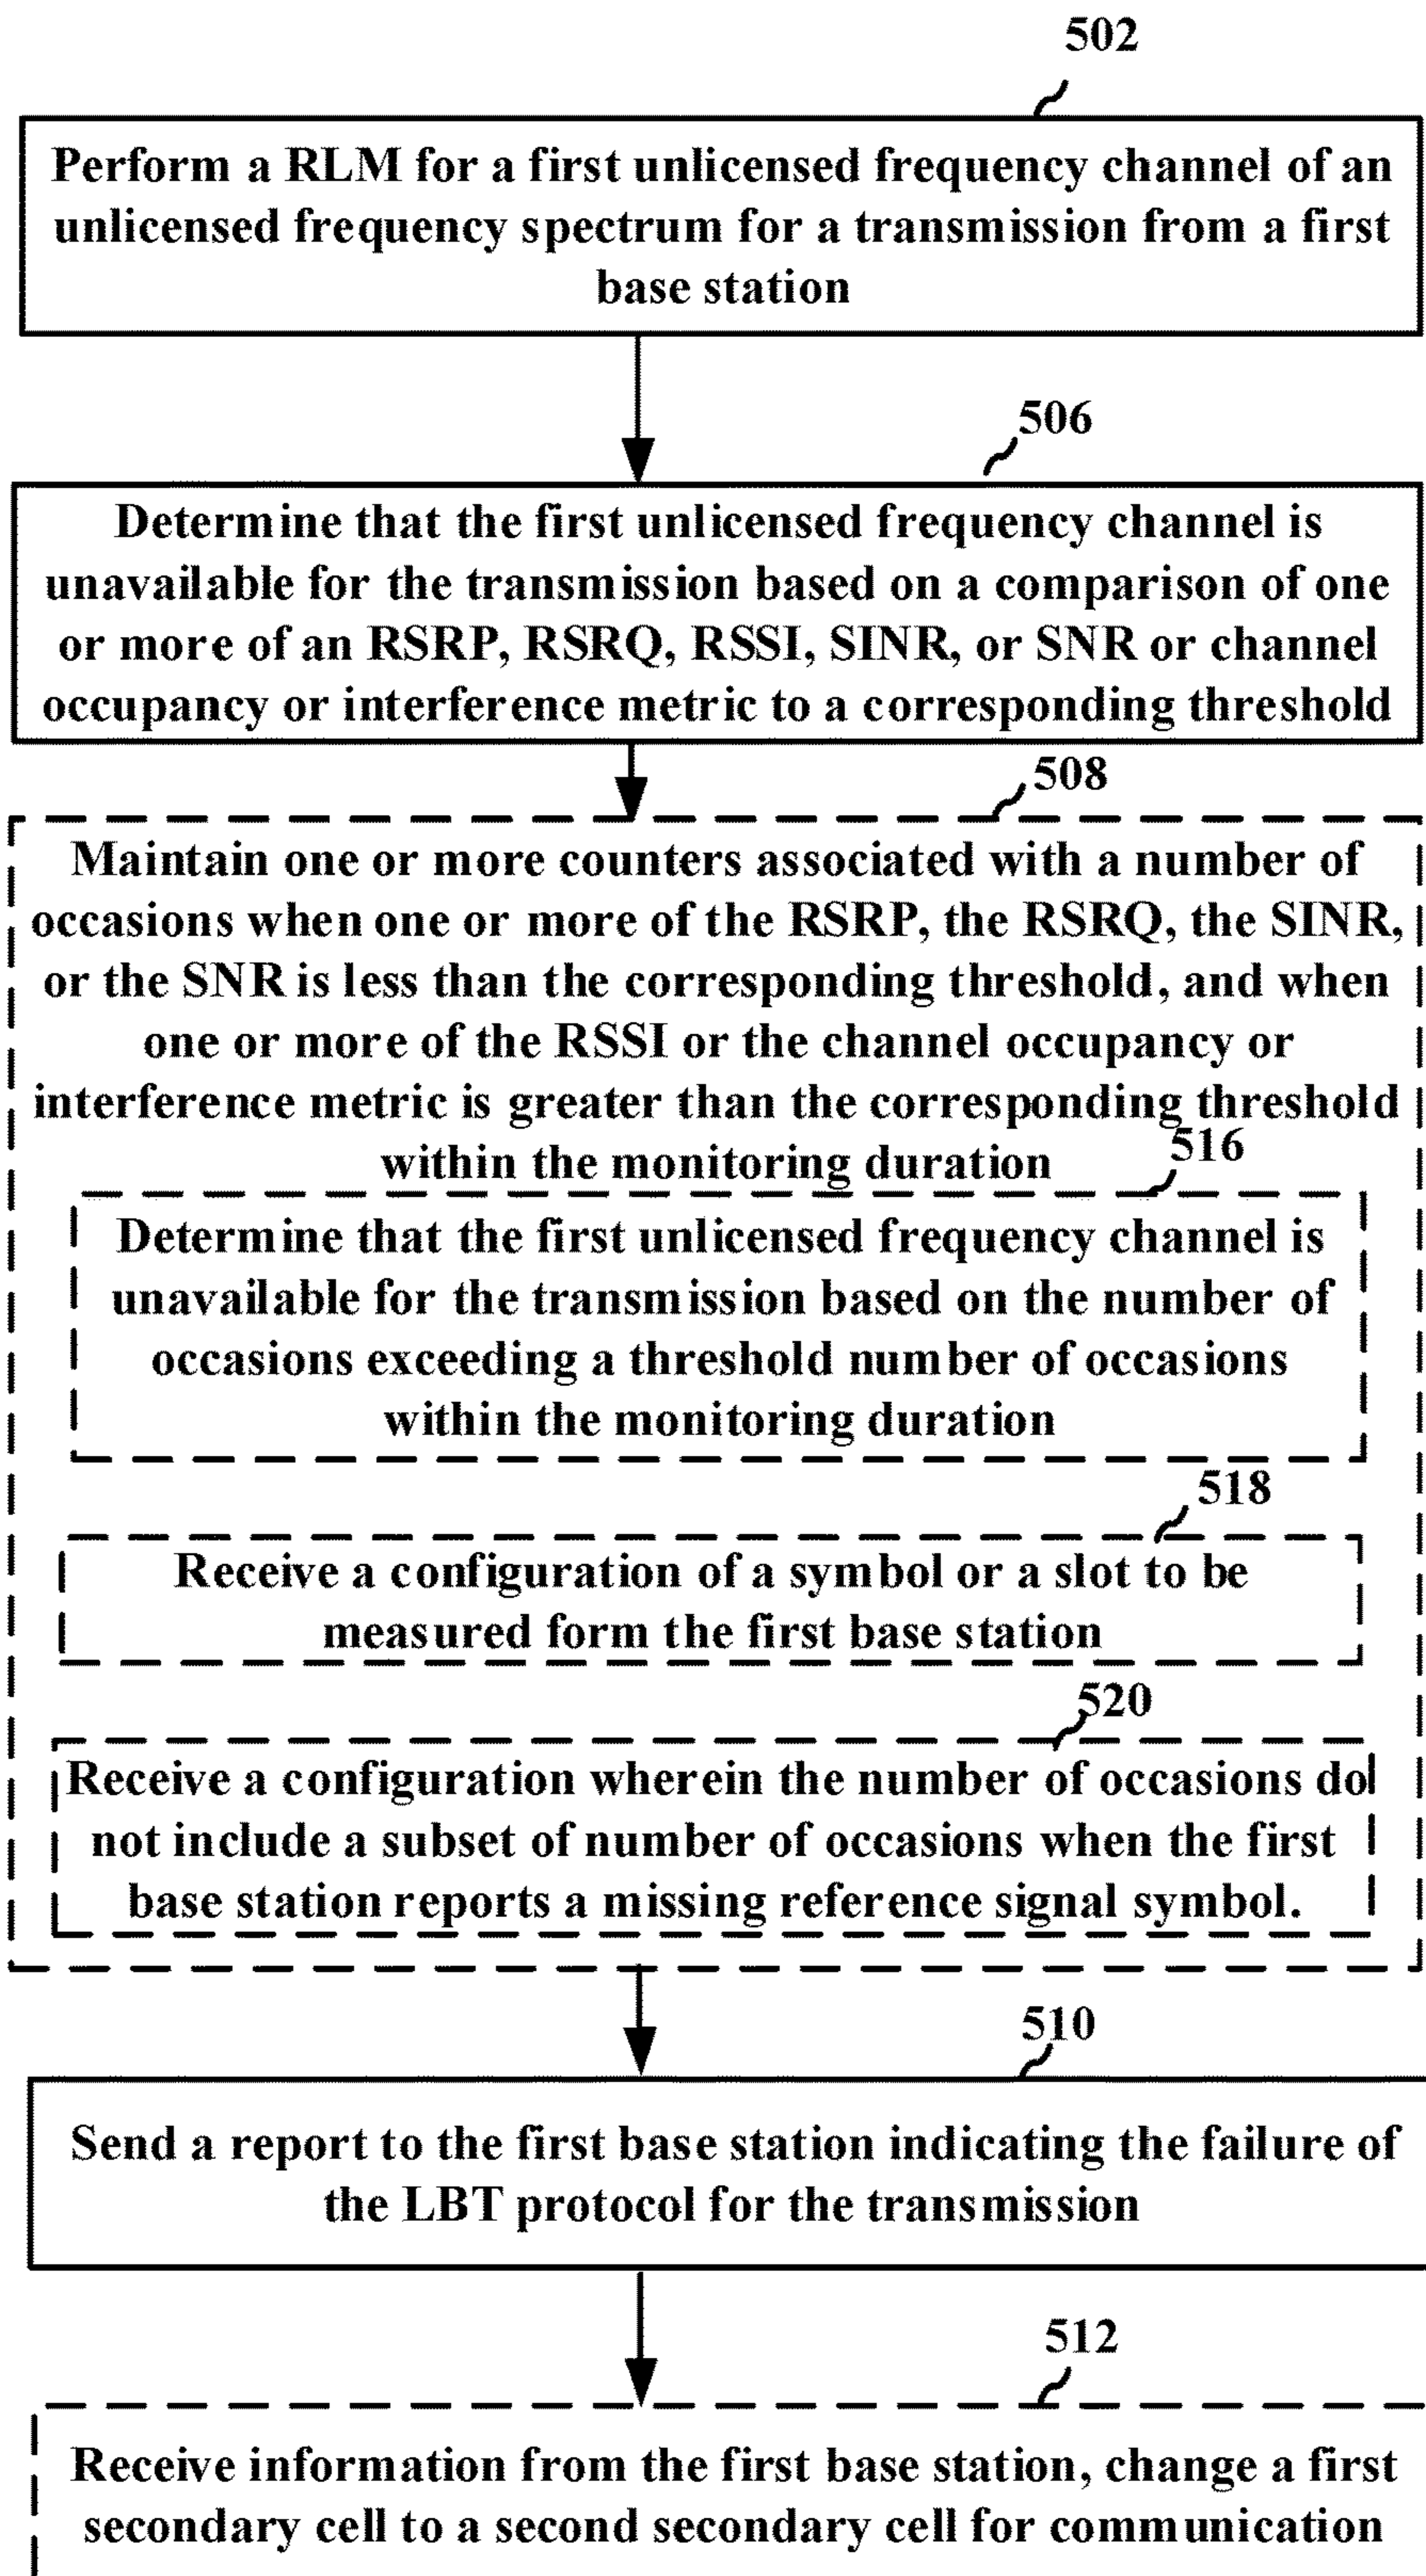 502
Perform a RLM for a first unlicensed frequency channel of an
unlicensed frequency spectrum for a transmission from a first
base station
506
Determine that the first unlicensed frequency channel is
unavailable for the transmission based on a comparison of one
or more of an RSRP, RSRQ, RSSI, SINR, or SNR or channel
occupancy or interference metric to a corresponding threshold
508
Maintain one or more counters associated with a number of
occasions when one or more of the RSRP, the RSRQ, the SINR,
or the SNR is less than the corresponding threshold, and when
one or more of the RSSI or the channel occupancy or
interference metric is greater than the corresponding threshold
within the monitoring duration
516
Determine that the first unlicensed frequency channel is
unavailable for the transmission based on the number of
occasions exceeding a threshold number of occasions
within the monitoring duration
518
Receive a configuration of a symbol or a slot to be
measured form the first base station
520
Receive a configuration wherein the number of occasions do
not include a subset of number of occasions when the first
base station reports a missing reference signal symbol.
510
Send a report to the first base station indicating the failure of
the LBT protocol for the transmission
512
Receive information from the first base station, change a first
secondary cell to a second secondary cell for communication